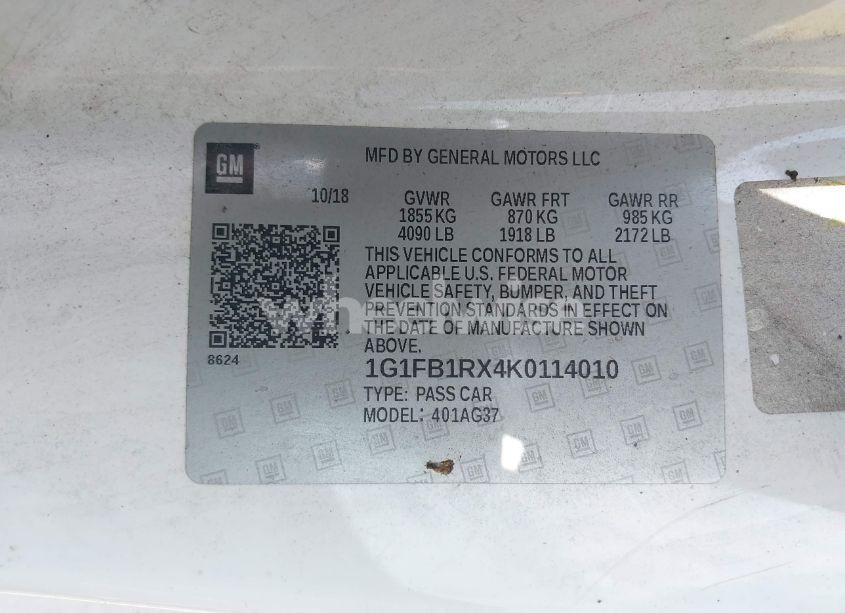 GM
MFD BY GENERAL MOTORS LLC
10/18
GVWR GAWR FRT GAWR RR
1855 KG 870 KG 985 KG
4090 LB 1918 LB 2172 LB
THIS VEHICLE CONFORMS TO ALL
APPLICABLE U.S. FEDERAL MOTOR
VEHICLE SAFETY, BUMPER, AND THEFT
PREVENTION STANDARDS IN EFFECT ON
THE DATE OF MANUFACTURE SHOWN
ABOVE.
8624
1G1FB1RX4K0114010
TYPE: PASS CAR
MODEL: 401AG37